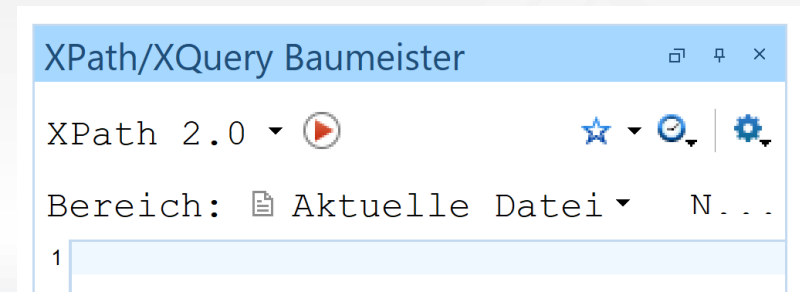 XPath/XQuery Baumeister
XPath 2.0
Bereich: Aktuelle Datei N...
1